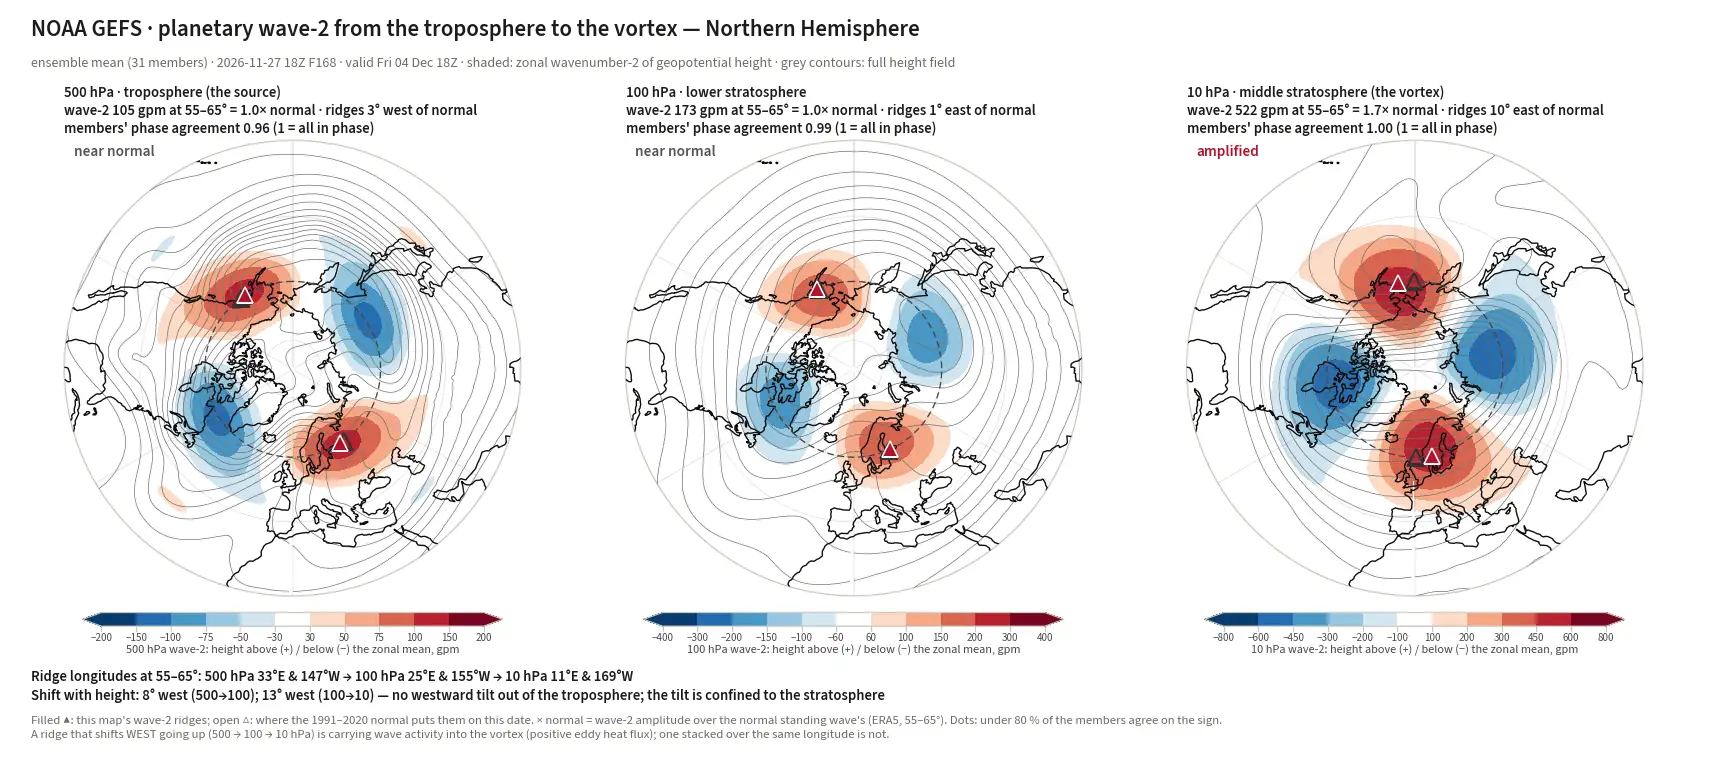 NOAA GEFS · planetary wave-2 from the troposphere to the vortex — Northern Hemisphere
ensemble mean (31 members) · 2026-11-27 18Z F168 · valid Fri 04 Dec 18Z · shaded: zonal wavenumber-2 of geopotential height · grey contours: full height field
500 hPa · troposphere (the source)
wave-2 105 gpm at 55–65° = 1.0× normal · ridges 3° west of normal
members' phase agreement 0.96 (1 = all in phase)
near normal
100 hPa · lower stratosphere
wave-2 173 gpm at 55–65° = 1.0× normal · ridges 1° east of normal
members' phase agreement 0.99 (1 = all in phase)
near normal
10 hPa · middle stratosphere (the vortex)
wave-2 522 gpm at 55–65° = 1.7× normal · ridges 10° east of normal
members' phase agreement 1.00 (1 = all in phase)
amplified
−200 −150 −100 −75 −50 −30 30 50 75 100 150 200
500 hPa wave-2: height above (+) / below (−) the zonal mean, gpm
−400 −300 −200 −150 −100 −60 60 100 150 200 300 400
100 hPa wave-2: height above (+) / below (−) the zonal mean, gpm
−800 −600 −450 −300 −200 −100 100 200 300 450 600 800
10 hPa wave-2: height above (+) / below (−) the zonal mean, gpm
Ridge longitudes at 55–65°: 500 hPa 33°E & 147°W → 100 hPa 25°E & 155°W → 10 hPa 11°E & 169°W
Shift with height: 8° west (500→100); 13° west (100→10) — no westward tilt out of the troposphere; the tilt is confined to the stratosphere
Filled ▲: this map's wave-2 ridges; open △: where the 1991–2020 normal puts them on this date. × normal = wave-2 amplitude over the normal standing wave's (ERA5, 55–65°). Dots: under 80 % of the members agree on the sign.
A ridge that shifts WEST going up (500 → 100 → 10 hPa) is carrying wave activity into the vortex (positive eddy heat flux); one stacked over the same longitude is not.